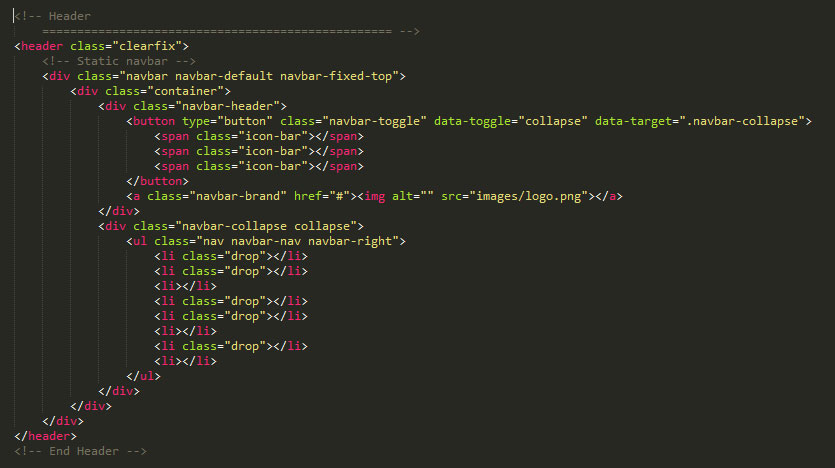 <!-- Header
================================================== -->
<header class="clearfix">
<!-- Static navbar -->
<div class="navbar navbar-default navbar-fixed-top">
<div class="container">
<div class="navbar-header">
<button type="button" class="navbar-toggle" data-toggle="collapse" data-target=".navbar-collapse">
<span class="icon-bar"></span>
<span class="icon-bar"></span>
<span class="icon-bar"></span>
</button>
<a class="navbar-brand" href="#"><img alt="" src="images/logo.png"></a>
</div>
<div class="navbar-collapse collapse">
<ul class="nav navbar-nav navbar-right">
<li class="drop"></li>
<li class="drop"></li>
<li></li>
<li class="drop"></li>
<li class="drop"></li>
<li></li>
<li class="drop"></li>
<li></li>
</ul>
</div>
</div>
</div>
</header>
<!-- End Header -->